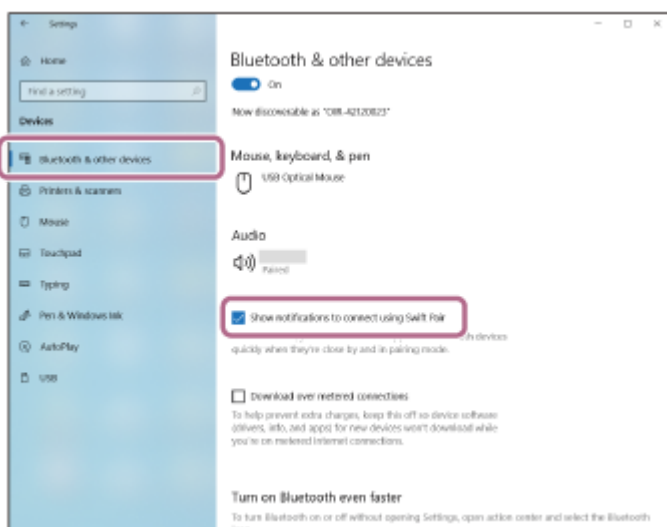 Settings
Home
Find a setting
Devices
Bluetooth & other devices
Printers & scanners
Mouse
Touchpad
Typing
Pen & Windows Ink
AutoPlay
USB
Bluetooth & other devices
On
Now discoverable as
Mouse, keyboard, & pen
USB Optical Mouse
Audio
Paired
Show notifications to connect using Swift Pair
devices
quickly when they're close by and in pairing mode.
Download over metered connections
To help prevent extra charges, keep this off so device software
(drivers, info, and apps) for new devices won't download while
you're on metered internet connections.
Turn on Bluetooth even faster
To turn Bluetooth on or off without opening Settings, open action center and select the Bluetooth